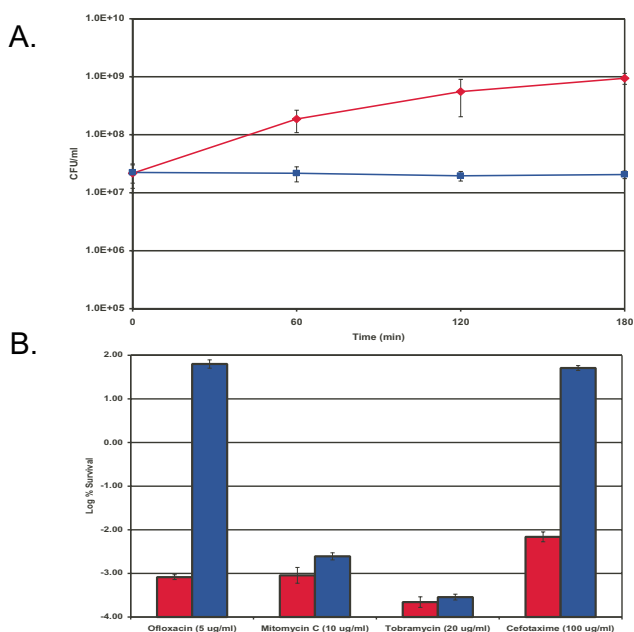 A.
1.0E+10
1.0E+09
1.0E+08
1.0E+07
1.0E+06
1.0E+05
CFU/ml
0 60 120 180
Time (min)
B.
2.00
1.00
0.00
-1.00
-2.00
-3.00
-4.00
Log % Survival
Ofloxacin (5 ug/ml) Mitomycin C (10 ug/ml) Tobramycin (20 ug/ml) Cefotaxime (100 ug/ml)